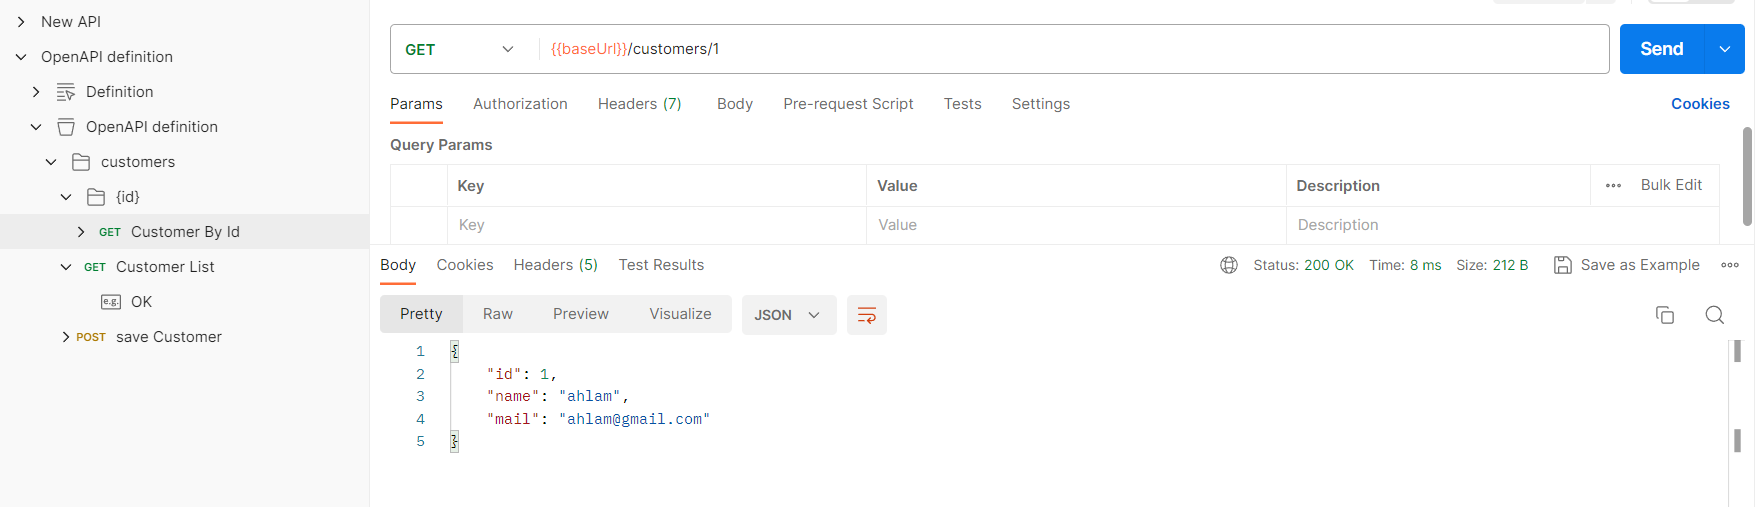 New API
OpenAPI definition
Definition
OpenAPI definition
customers
{id}
GET Customer By Id
GET Customer List
e.g. OK
POST save Customer
GET {{baseUrl}}/customers/1 Send
Params Authorization Headers (7) Body Pre-request Script Tests Settings Cookies
Query Params
Key Value Description Bulk Edit
Key Value Description
Body Cookies Headers (5) Test Results Status: 200 OK Time: 8 ms Size: 212 B Save as Example
Pretty Raw Preview Visualize JSON
1 {
2 "id": 1,
3 "name": "ahlam",
4 "mail": "ahlam@gmail.com"
5 }